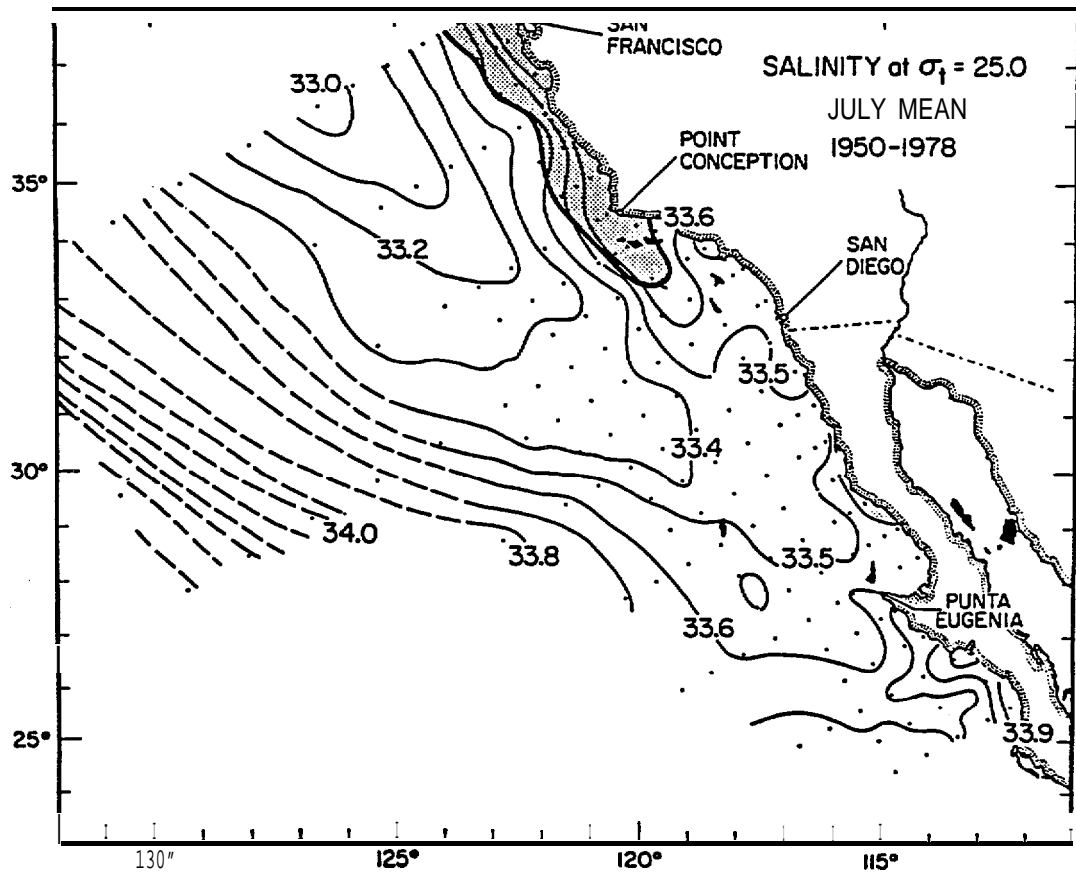 SAN
FRANCISCO
SALINITY at σt = 25.0
JULY MEAN
1950-1978
33.0
POINT
CONCEPTION
35°
33.6
33.2
SAN
DIEGO
33.5
33.4
30°
34.0
33.8
33.5
PUNTA
EUGENIA
33.6
33.9
25°
130"
125°
120°
115°